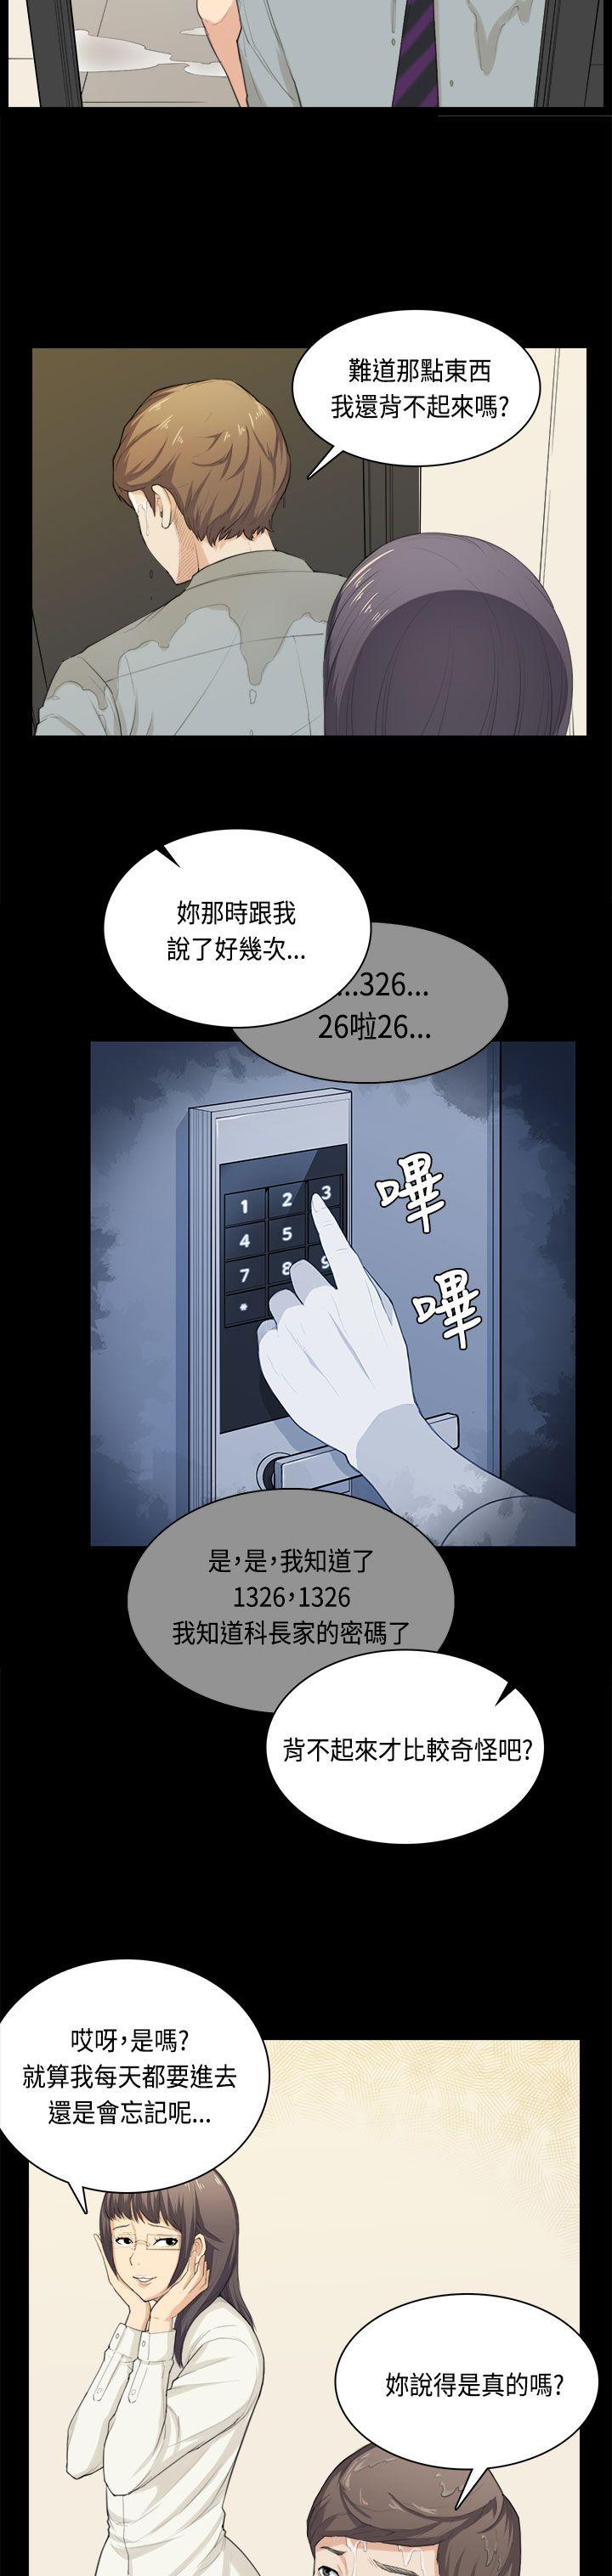 難道那點東西
我還背不起來嗎?
妳那時跟我
說了好幾次...
...326...
26啦26...
1 2 3
4 5
7 8 9
*
嗶
嗶
是,是,我知道了
1326,1326
我知道科長家的密碼了
背不起來才比較奇怪吧?
哎呀,是嗎?
就算我每天都要進去
還是會忘記呢...
妳說得是真的嗎?